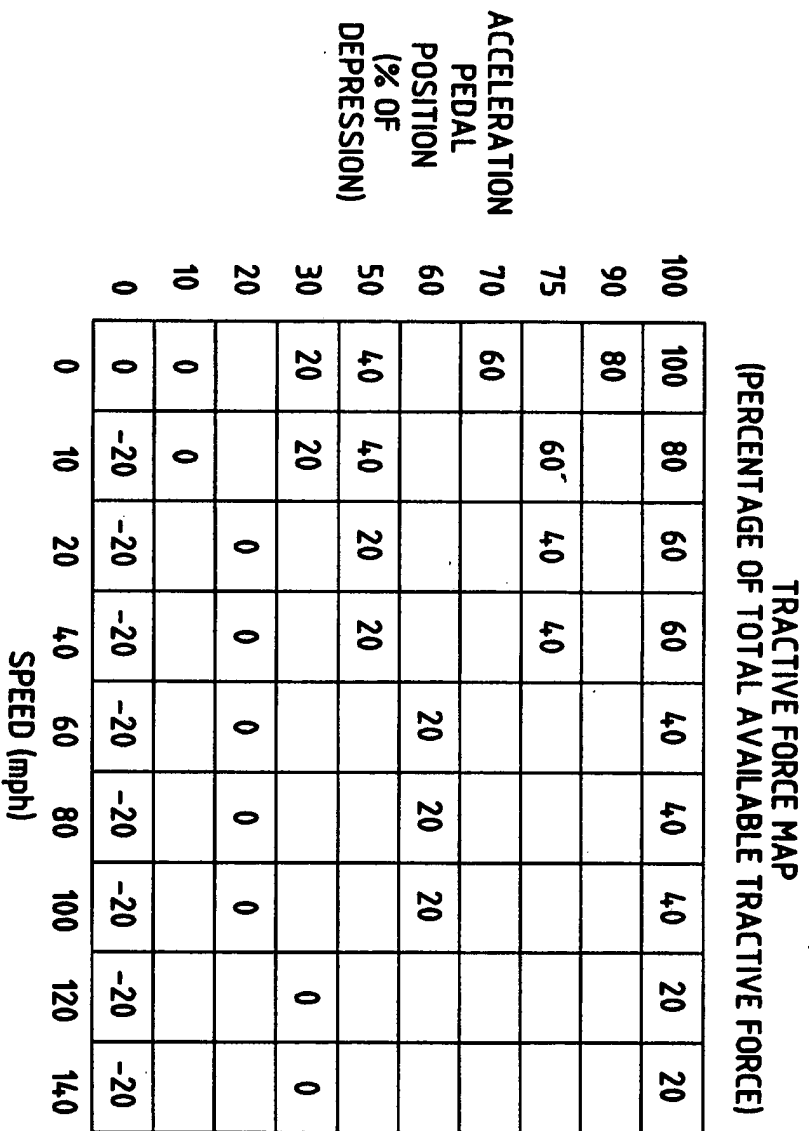 TRACTIVE FORCE MAP
(PERCENTAGE OF TOTAL AVAILABLE TRACTIVE FORCE)
ACCELERATION
PEDAL
POSITION
(% OF
DEPRESSION)
100 100 80 60 60 40 40 40 20 20
90 80
75 60 40 40
70 60
60 20 20 20
50 40 40 20 20
30 20 20 0 0
20 0 0 0 0 0
10 0 0
0 0 -20 -20 -20 -20 -20 -20 -20 -20
0 10 20 40 60 80 100 120 140
SPEED (mph)